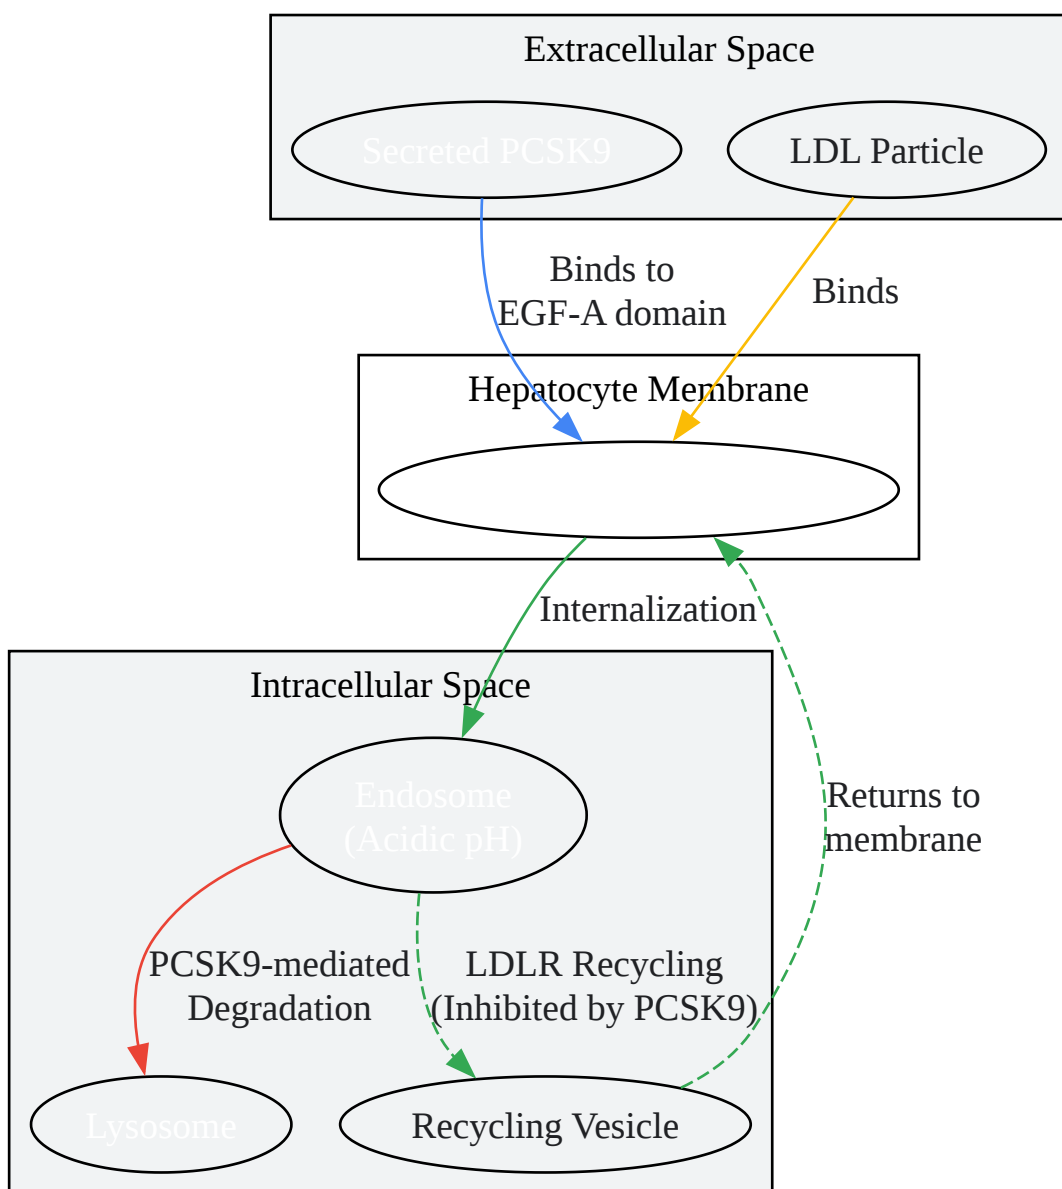 Extracellular Space
Secreted PCSK9
LDL Particle
Binds to
EGF-A domain
Binds
Hepatocyte Membrane
Internalization
Intracellular Space
Endosome
(Acidic pH)
Returns to
membrane
PCSK9-mediated
Degradation
LDLR Recycling
(Inhibited by PCSK9)
Lysosome
Recycling Vesicle